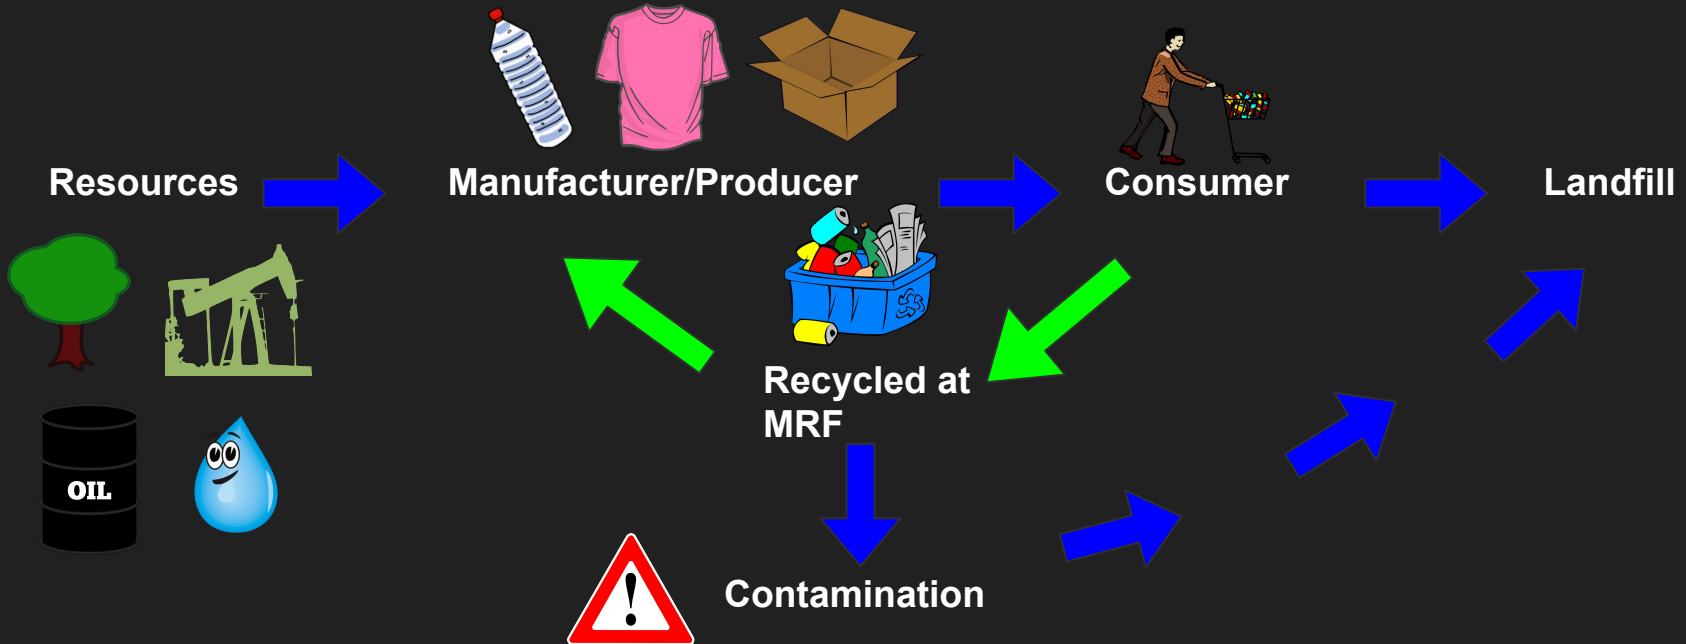 Resources
Manufacturer/Producer
Consumer
Landfill
Recycled at
MRF
OIL
Contamination
!